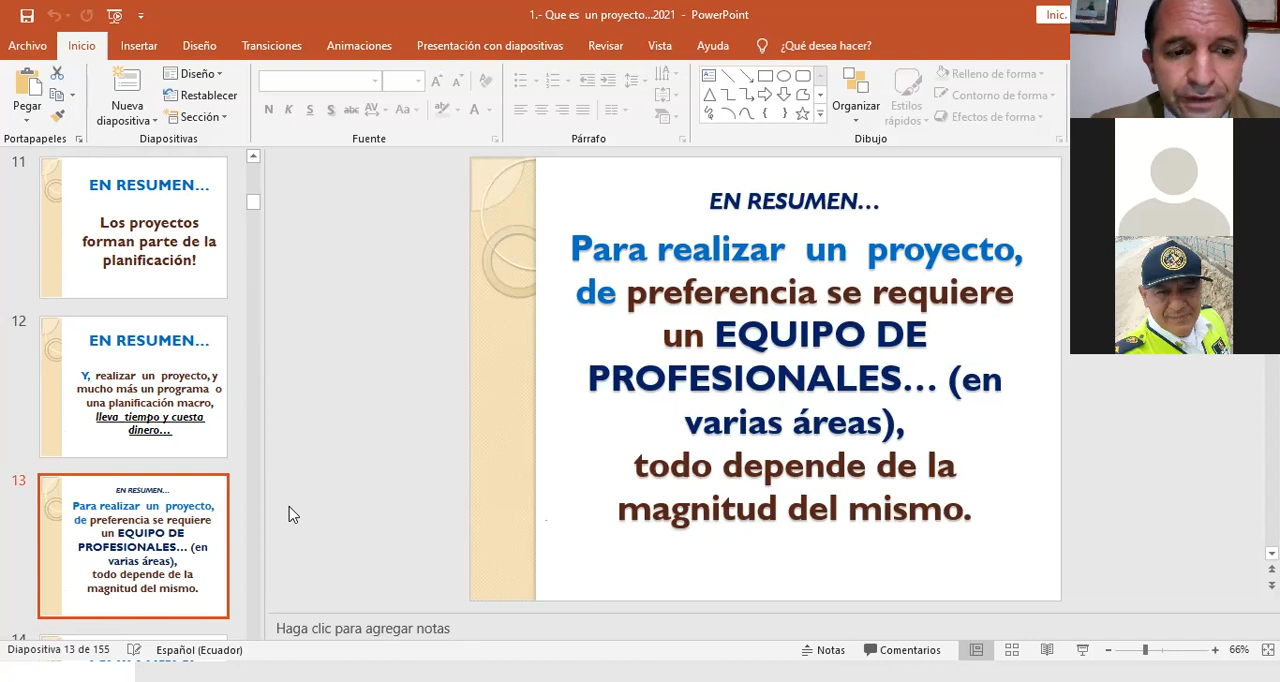 1.- Que es un proyecto...2021 - PowerPoint
Inic.
Archivo Inicio Insertar Diseño Transiciones Animaciones Presentación con diapositivas Revisar Vista Ayuda ¿Qué desea hacer?
Pegar
Nueva
diapositiva
Diseño
Restablecer
Sección
N K S S abc AV Aa A
Organizar
Estilos
rápidos
Relleno de forma
Contorno de forma
Efectos de forma
Portapapeles Diapositivas Fuente Párrafo Dibujo
11
EN RESUMEN...
Los proyectos
forman parte de la
planificación!
12
EN RESUMEN...
Y, realizar un proyecto, y
mucho más un programa o
una planificación macro,
lleva tiempo y cuesta
dinero...
13
EN RESUMEN...
Para realizar un proyecto,
de preferencia se requiere
un EQUIPO DE
PROFESIONALES... (en
varias áreas),
todo depende de la
magnitud del mismo.
EN RESUMEN...
Para realizar un proyecto,
de preferencia se requiere
un EQUIPO DE
PROFESIONALES... (en
varias áreas),
todo depende de la
magnitud del mismo.
Haga clic para agregar notas
Diapositiva 13 de 155 Español (Ecuador) Notas Comentarios 66%